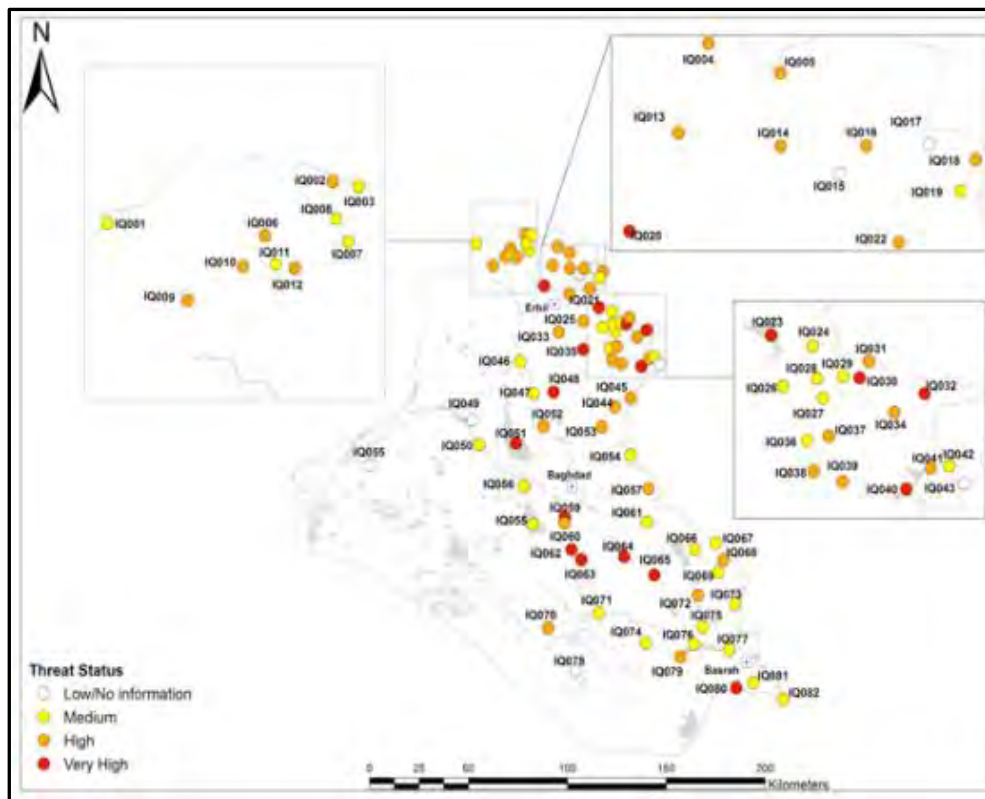 N
IQ004
IQ005
IQ013
IQ017
IQ014
IQ016
IQ018
IQ015
IQ019
IQ020
IQ022
IQ002
IQ003
IQ001
IQ008
IQ006
IQ007
IQ011
IQ010
IQ012
IQ009
IQ021
Erbil
IQ025
IQ033
IQ035
IQ046
IQ045
IQ048
IQ047
IQ044
IQ049
IQ052
IQ051
IQ053
IQ050
IQ055
IQ054
Baghdad
IQ056
IQ057
IQ059
IQ061
IQ055
IQ060
IQ067
IQ066
IQ064
IQ068
IQ062
IQ065
IQ063
IQ069
IQ073
IQ072
IQ071
IQ070
IQ075
IQ074
IQ076
IQ077
IQ078
IQ079
Basrah
IQ081
IQ080
IQ082
IQ023
IQ024
IQ031
IQ029
IQ028
IQ030
IQ032
IQ026
IQ027
IQ034
IQ037
IQ036
IQ042
IQ041
IQ038
IQ039
IQ040
IQ043
Threat Status
Low/No information
Medium
High
Very High
0 25 50 100 150 200
Kilometers